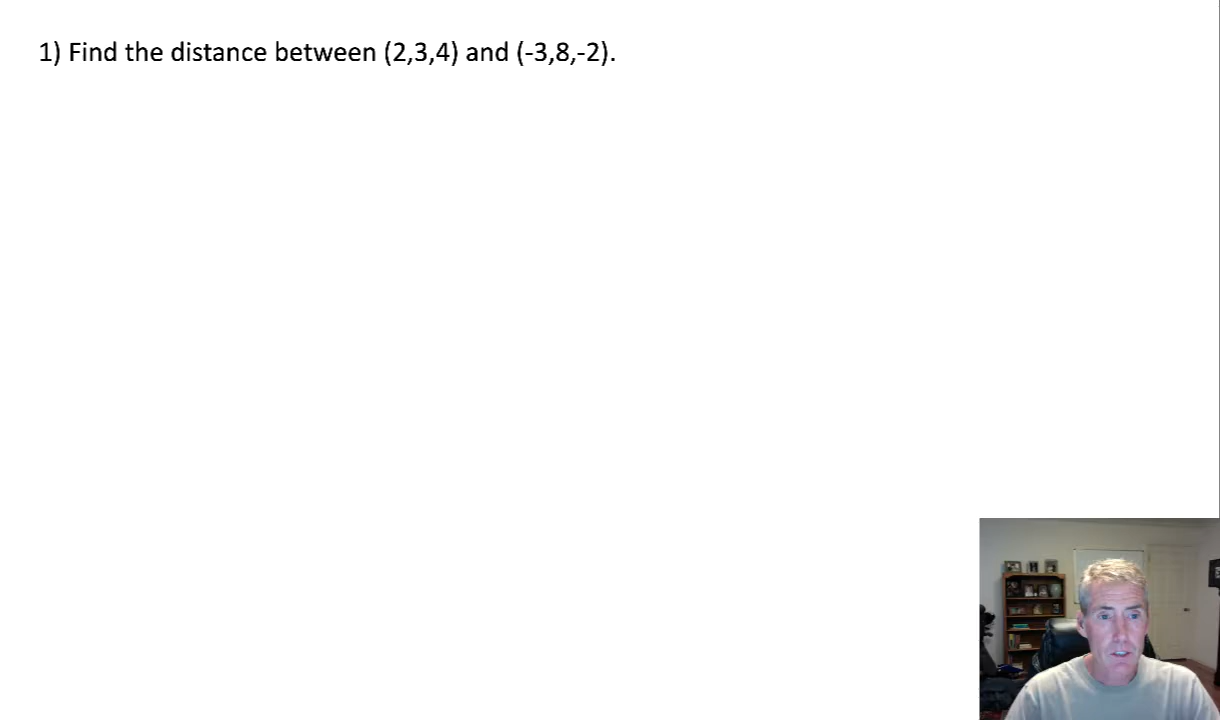 1) Find the distance between (2,3,4) and (-3,8,-2).